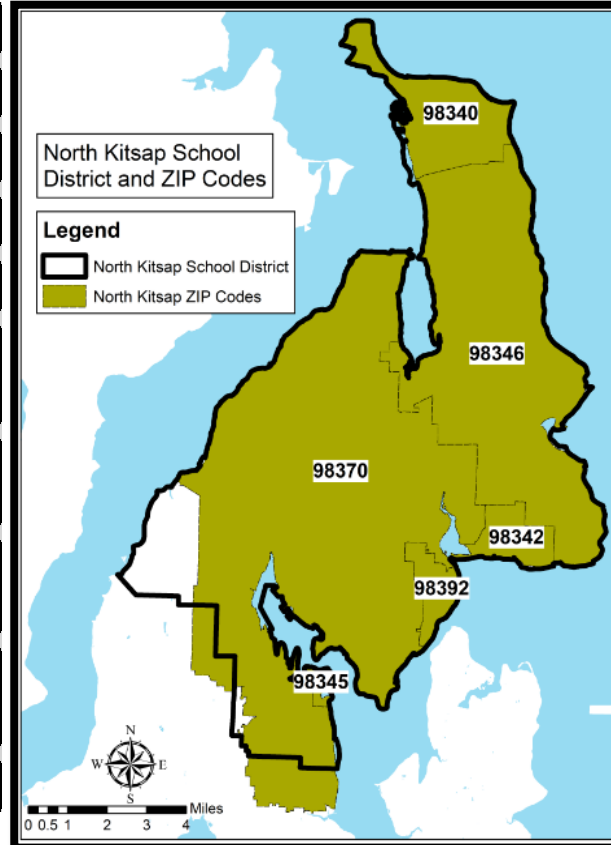 98340
North Kitsap School
District and ZIP Codes
Legend
North Kitsap School District
North Kitsap ZIP Codes
98346
98370
98342
98392
98345
N
W E
S
Miles
0 0.5 1 2 3 4